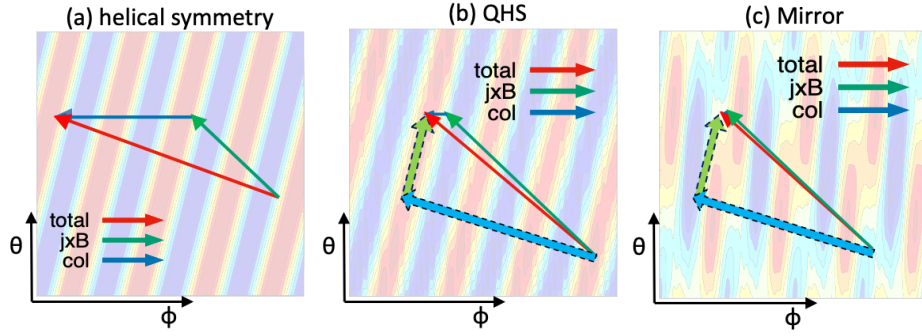 (a) helical symmetry
total
jxB
col
θ
ϕ
(b) QHS
total
jxB
col
θ
ϕ
(c) Mirror
total
jxB
col
θ
ϕ